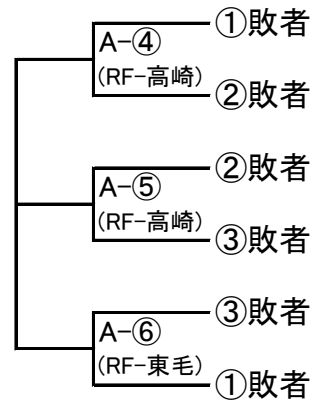 ①敗者
A-④
(RF-高崎)
②敗者
②敗者
A-⑤
(RF-高崎)
③敗者
③敗者
A-⑥
(RF-東毛)
①敗者